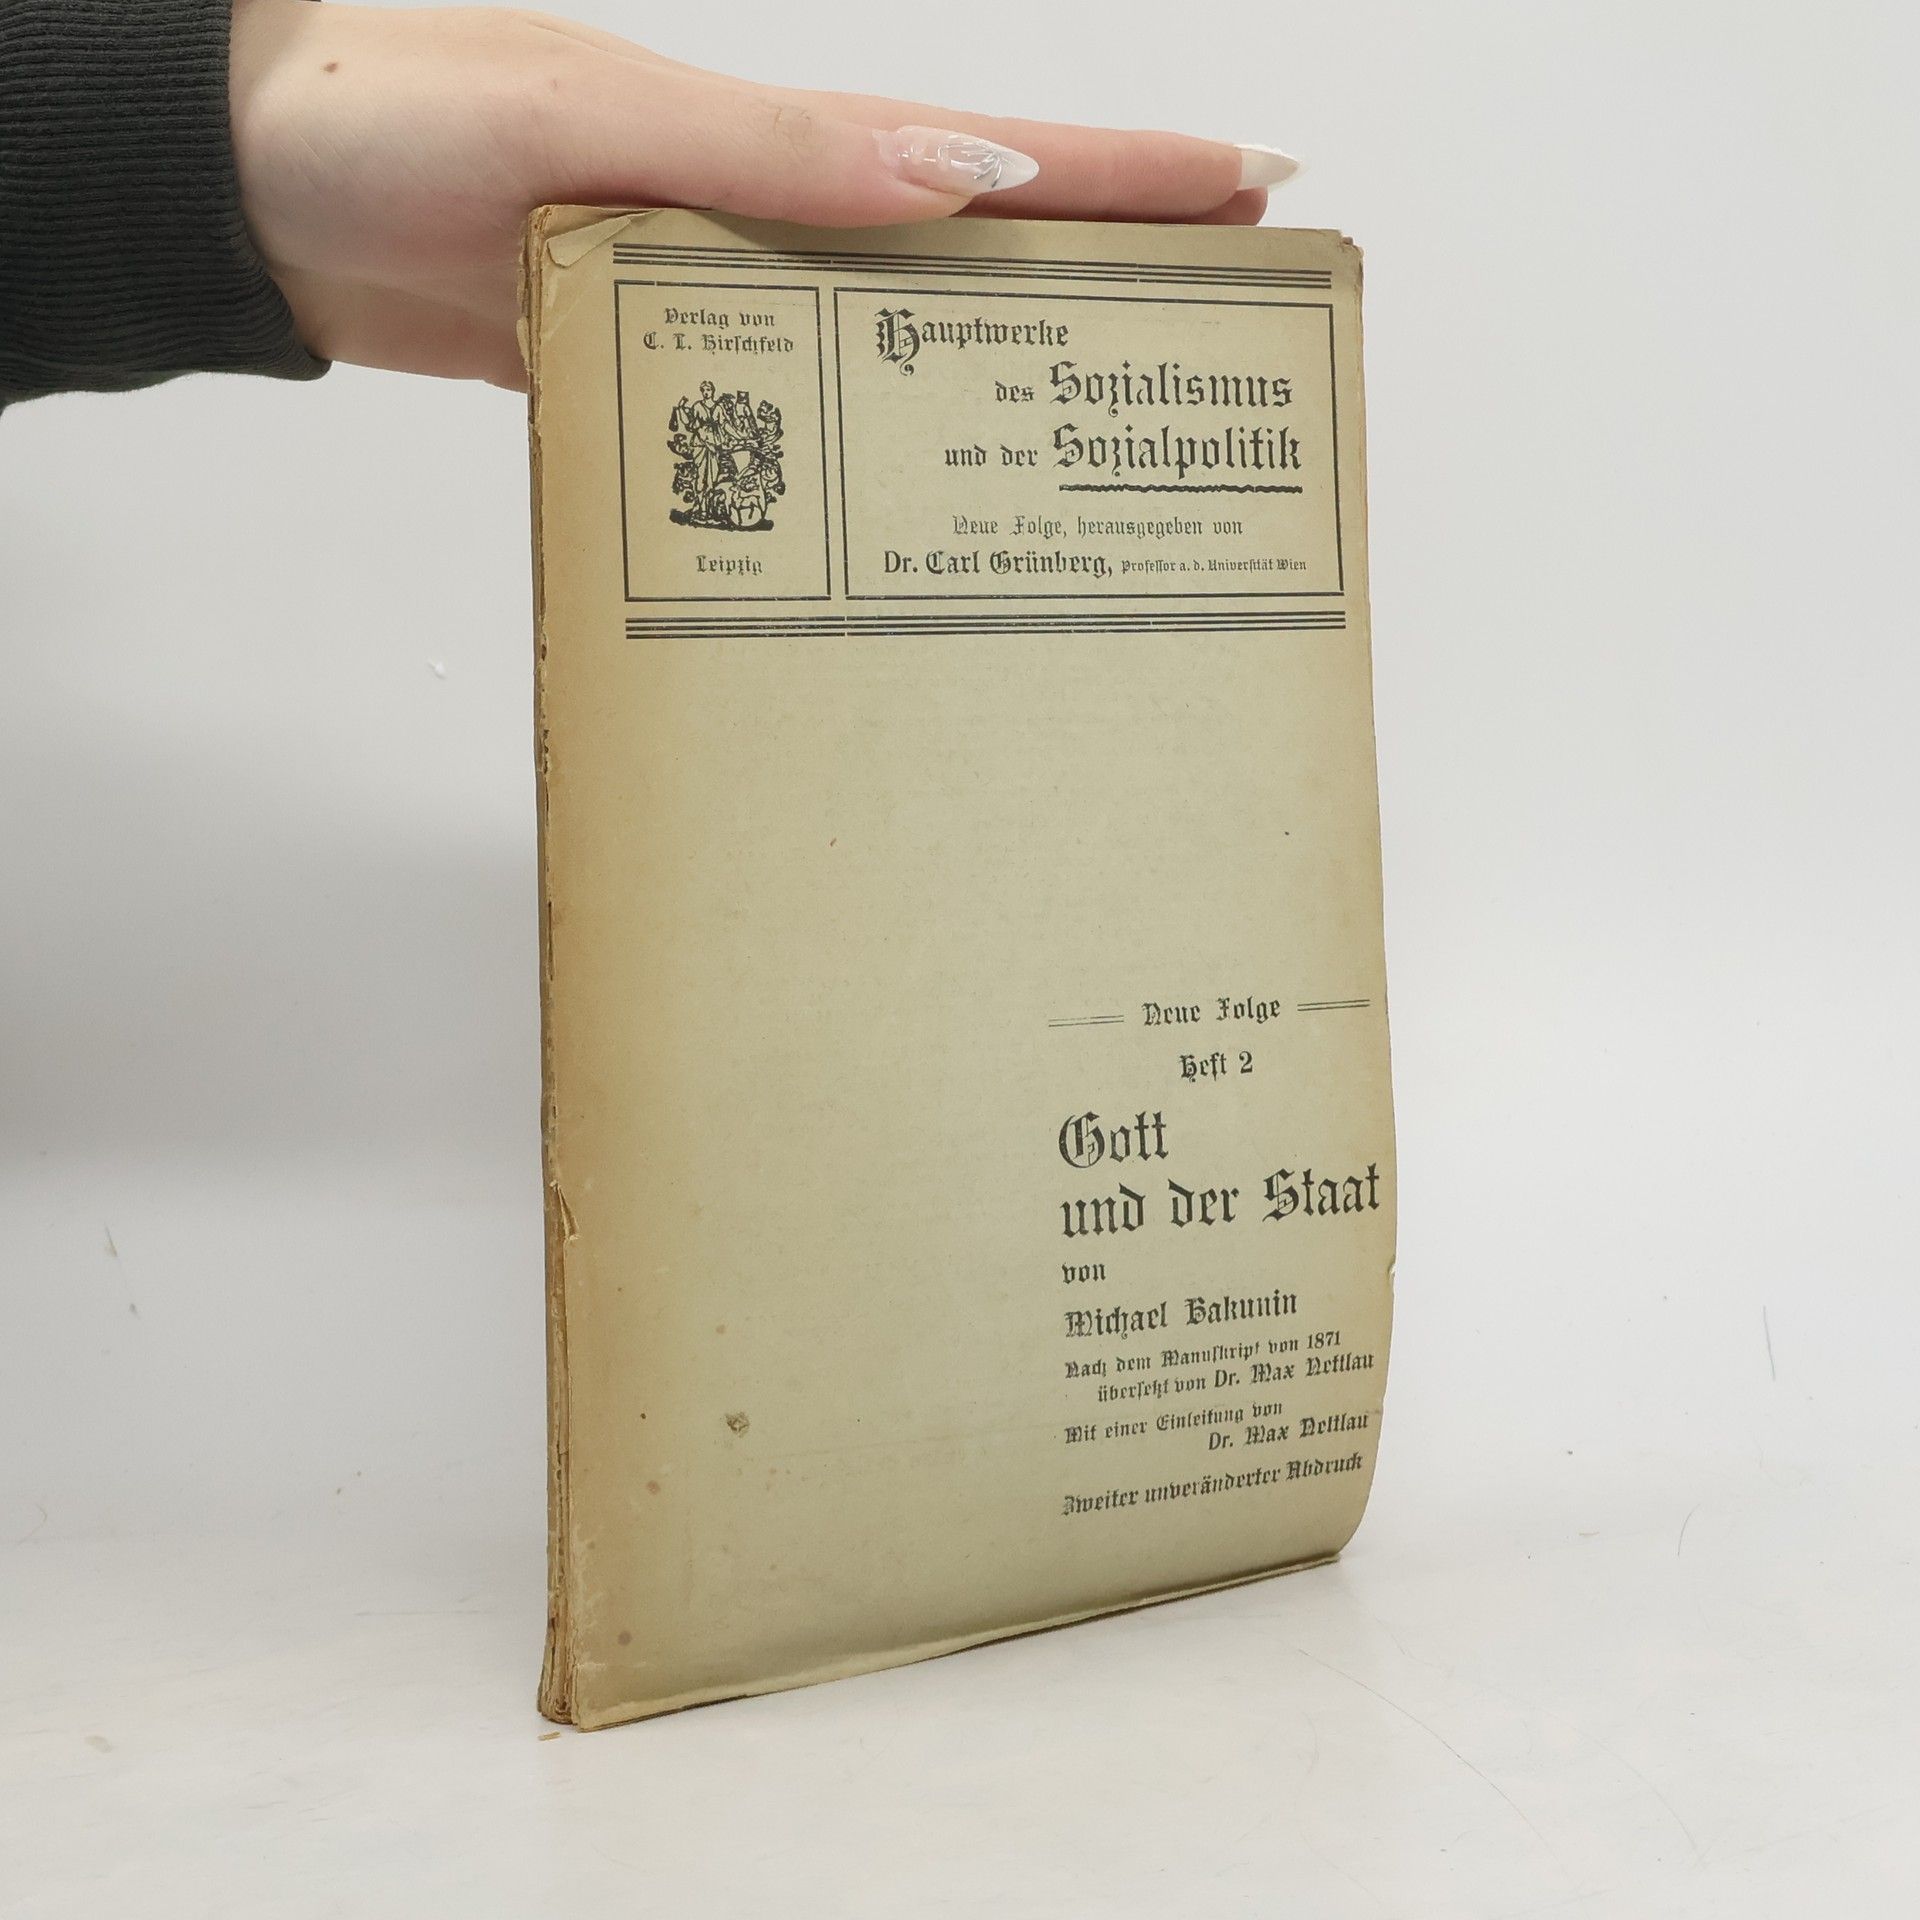 Verlag von
C. L. Hirschfeld
Leipzig
Hauptwerke
des Sozialismus
und der Sozialpolitik
Neue Folge, herausgegeben von
Dr. Carl Grünberg, Professor a. d. Universität Wien
Neue Folge
Heft 2
Gott
und der Staat
von
Michael Bakunin
Nach dem Manuskript von 1871
übersetzt von Dr. Max Nettlau
Mit einer Einleitung von
Dr. Max Nettlau
Zweiter unveränderter Abdruck